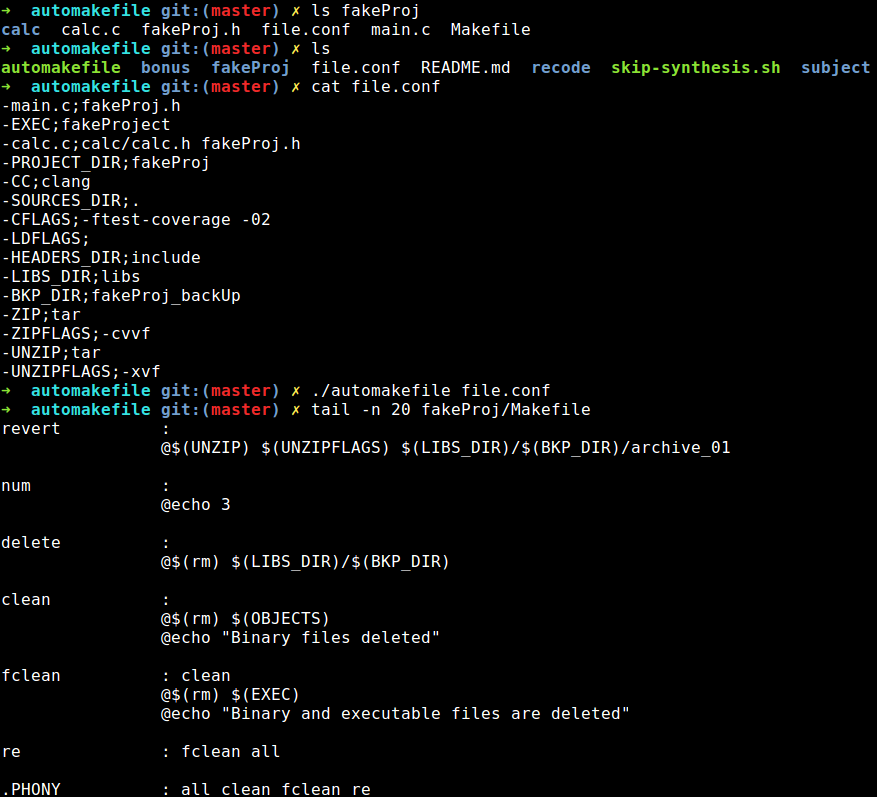 ➜  automakefile git:(master) ✗ ls fakeProj
calc  calc.c  fakeProj.h  file.conf  main.c  Makefile
➜  automakefile git:(master) ✗ ls
automakefile  bonus  fakeProj  file.conf  README.md  recode  skip-synthesis.sh  subject
➜  automakefile git:(master) ✗ cat file.conf
-main.c;fakeProj.h
-EXEC;fakeProject
-calc.c;calc/calc.h fakeProj.h
-PROJECT_DIR;fakeProj
-CC;clang
-SOURCES_DIR;.
-CFLAGS;-ftest-coverage -02
-LDFLAGS;
-HEADERS_DIR;include
-LIBS_DIR;libs
-BKP_DIR;fakeProj_backUp
-ZIP;tar
-ZIPFLAGS;-cvvf
-UNZIP;tar
-UNZIPFLAGS;-xvf
➜  automakefile git:(master) ✗ ./automakefile file.conf
➜  automakefile git:(master) ✗ tail -n 20 fakeProj/Makefile
revert          :
                @$(UNZIP) $(UNZIPFLAGS) $(LIBS_DIR)/$(BKP_DIR)/archive_01

num             :
                @echo 3

delete          :
                @$(rm) $(LIBS_DIR)/$(BKP_DIR)

clean           :
                @$(rm) $(OBJECTS)
                @echo "Binary files deleted"

fclean          : clean
                @$(rm) $(EXEC)
                @echo "Binary and executable files are deleted"

re              : fclean all

.PHONY          : all clean fclean re